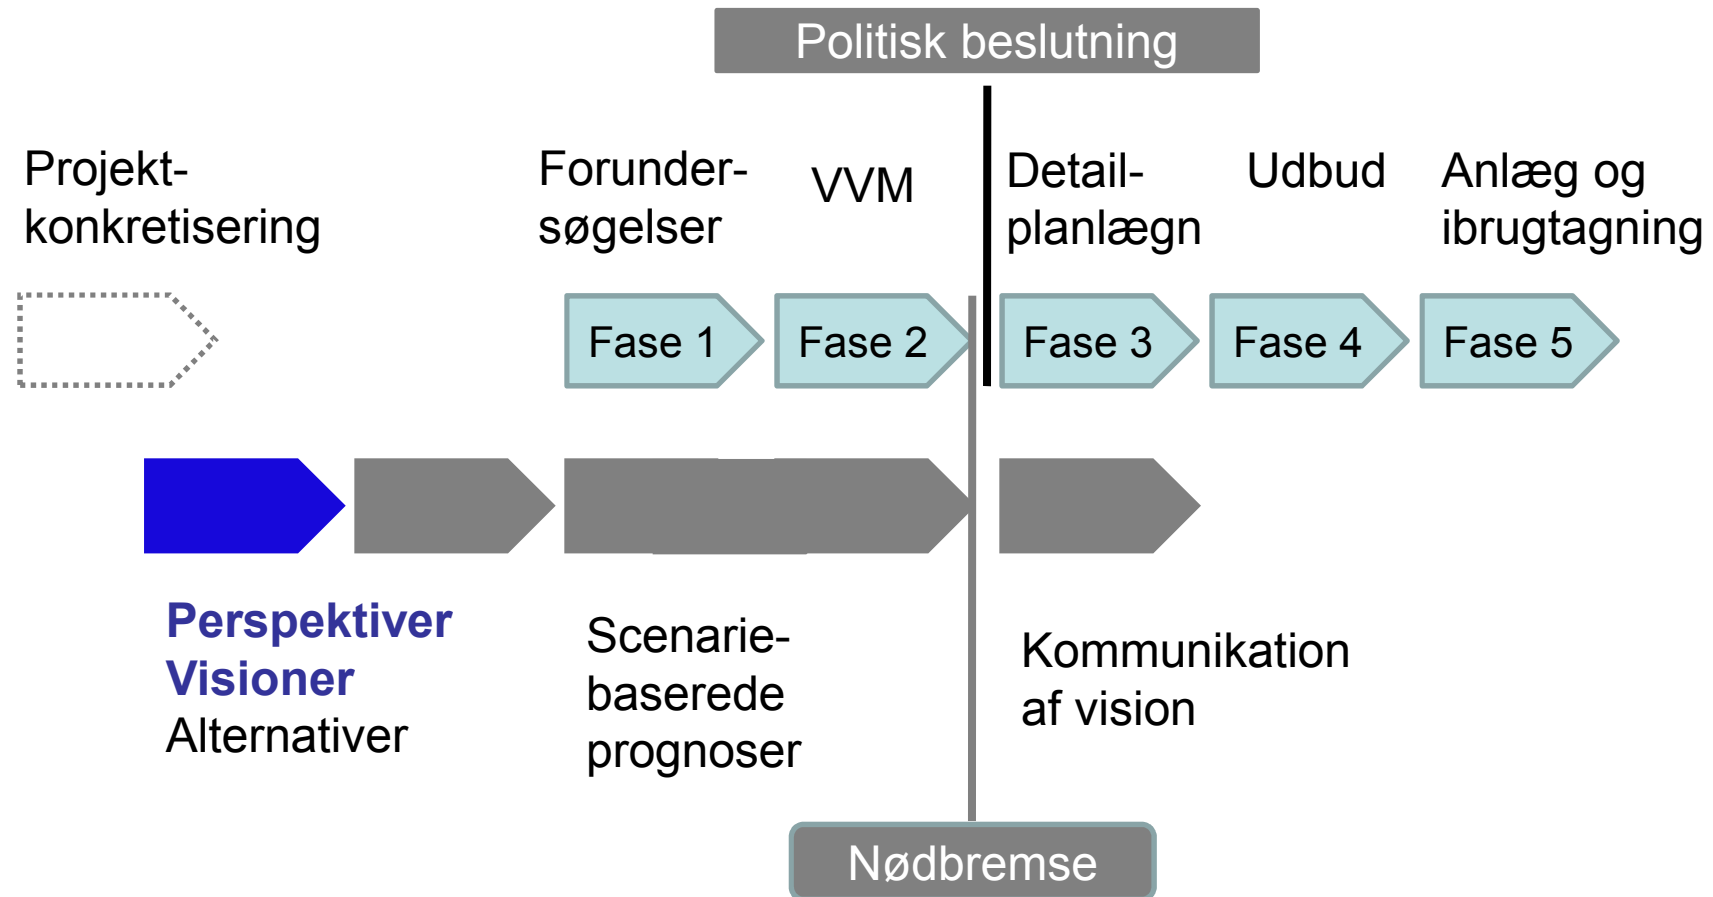 Politisk beslutning
Projekt-
konkretisering
Forunder-
søgelser
VVM
Detail-
planlægn
Udbud
Anlæg og
ibrugtagning
Fase 1
Fase 2
Fase 3
Fase 4
Fase 5
Perspektiver
Visioner
Alternativer
Scenarie-
baserede
prognoser
Kommunikation
af vision
Nødbremse